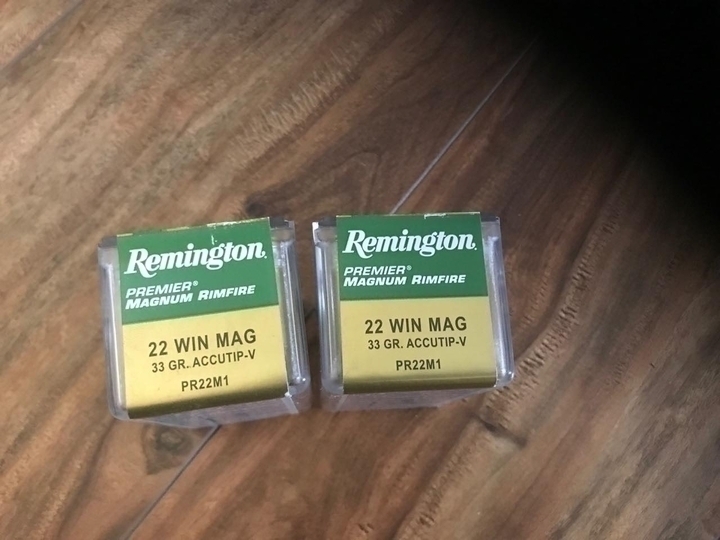 Remington.
PREMIER®
MAGNUM RIMFIRE
22 WIN MAG
33 GR. ACCUTIP-V
PR22M1
Remington.
PREMIER®
MAGNUM RIMFIRE
22 WIN MAG
33 GR. ACCUTIP-V
PR22M1